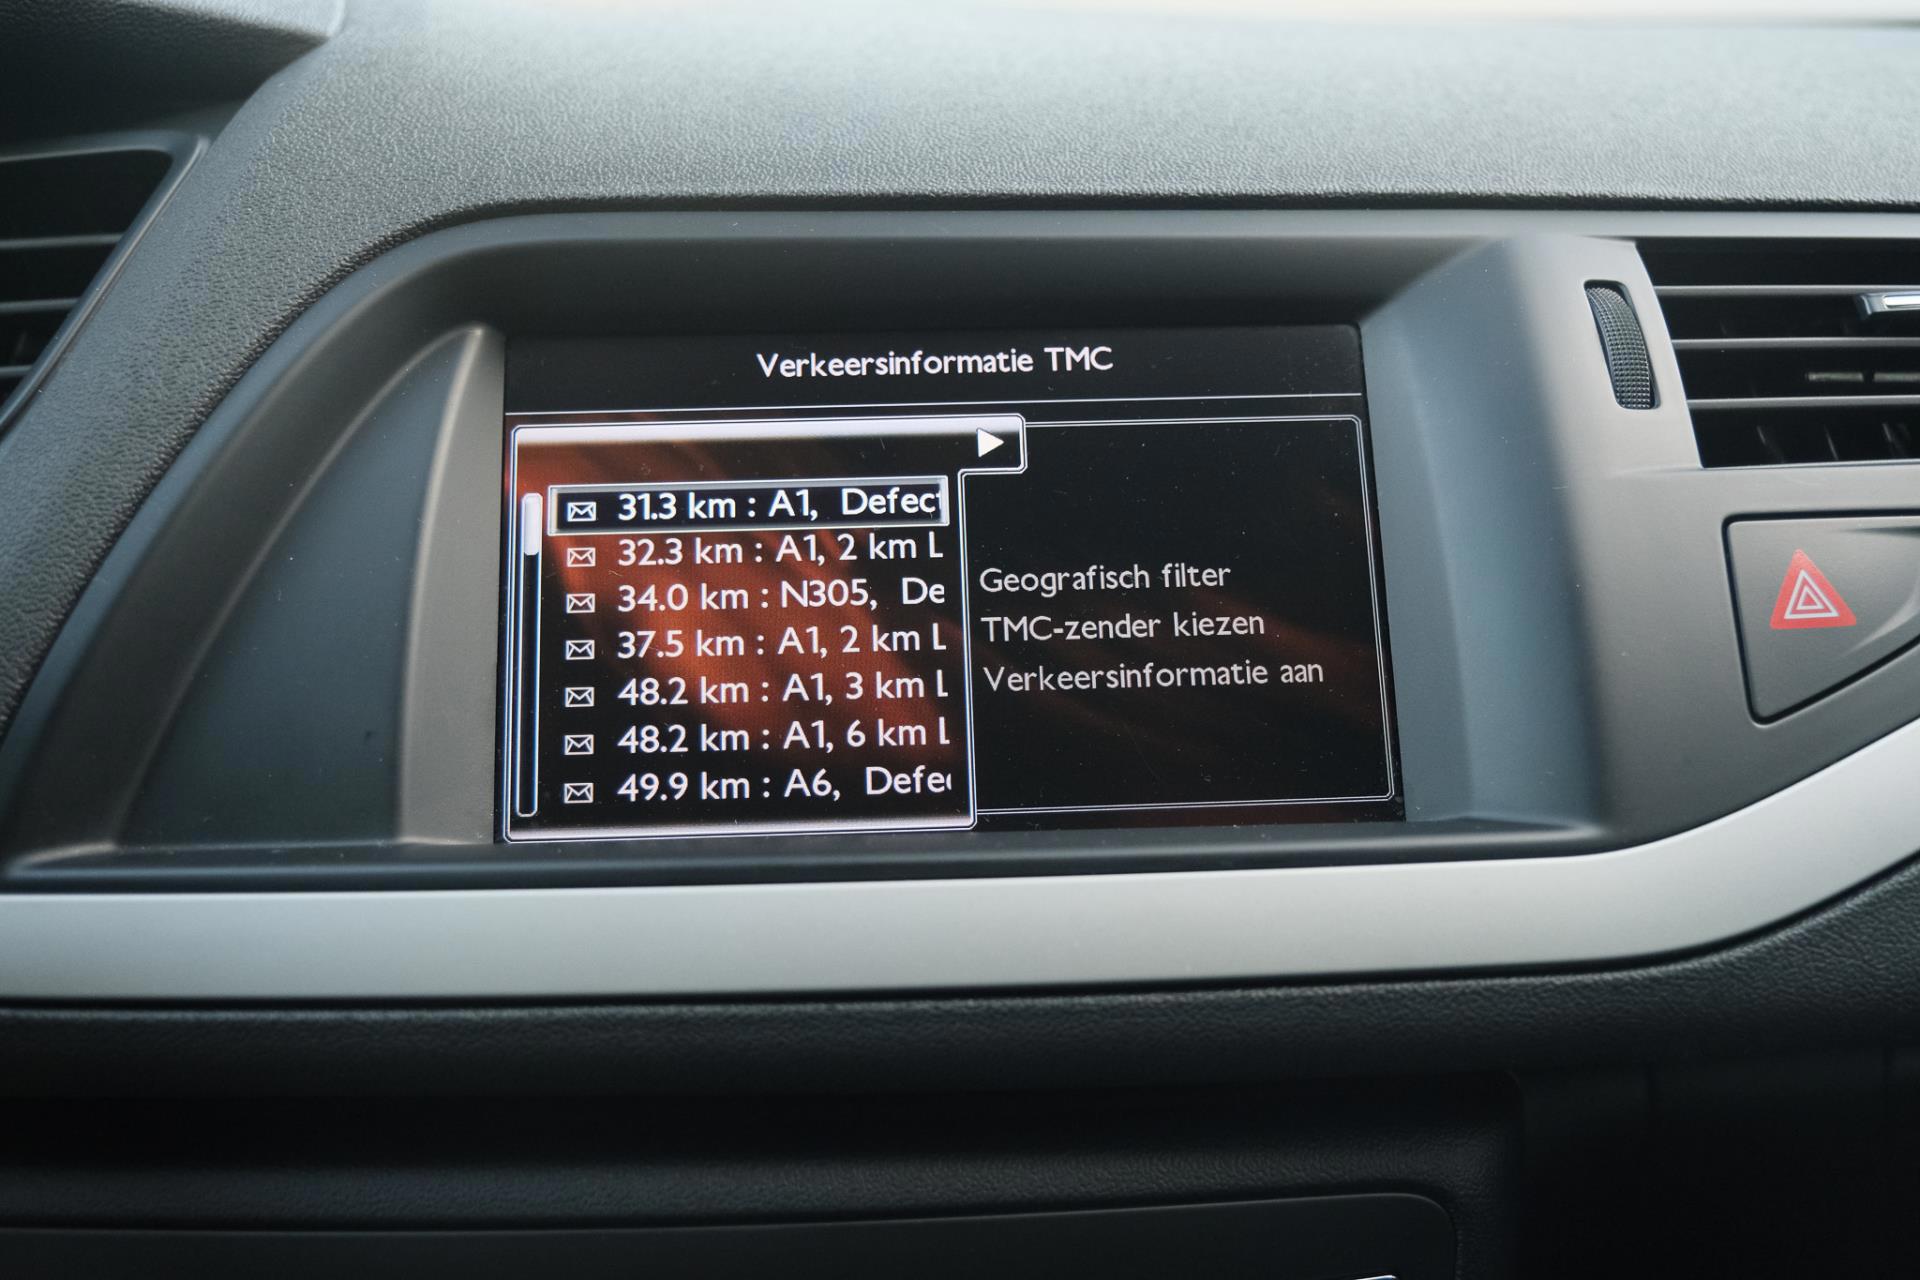 Verkeersinformatie TMC
31.3 km : A1, Defect
32.3 km : A1, 2 km L
34.0 km : N305, De
37.5 km : A1, 2 km L
48.2 km : A1, 3 km L
48.2 km : A1, 6 km L
49.9 km : A6, Defe
Geografisch filter
TMC-zender kiezen
Verkeersinformatie aan